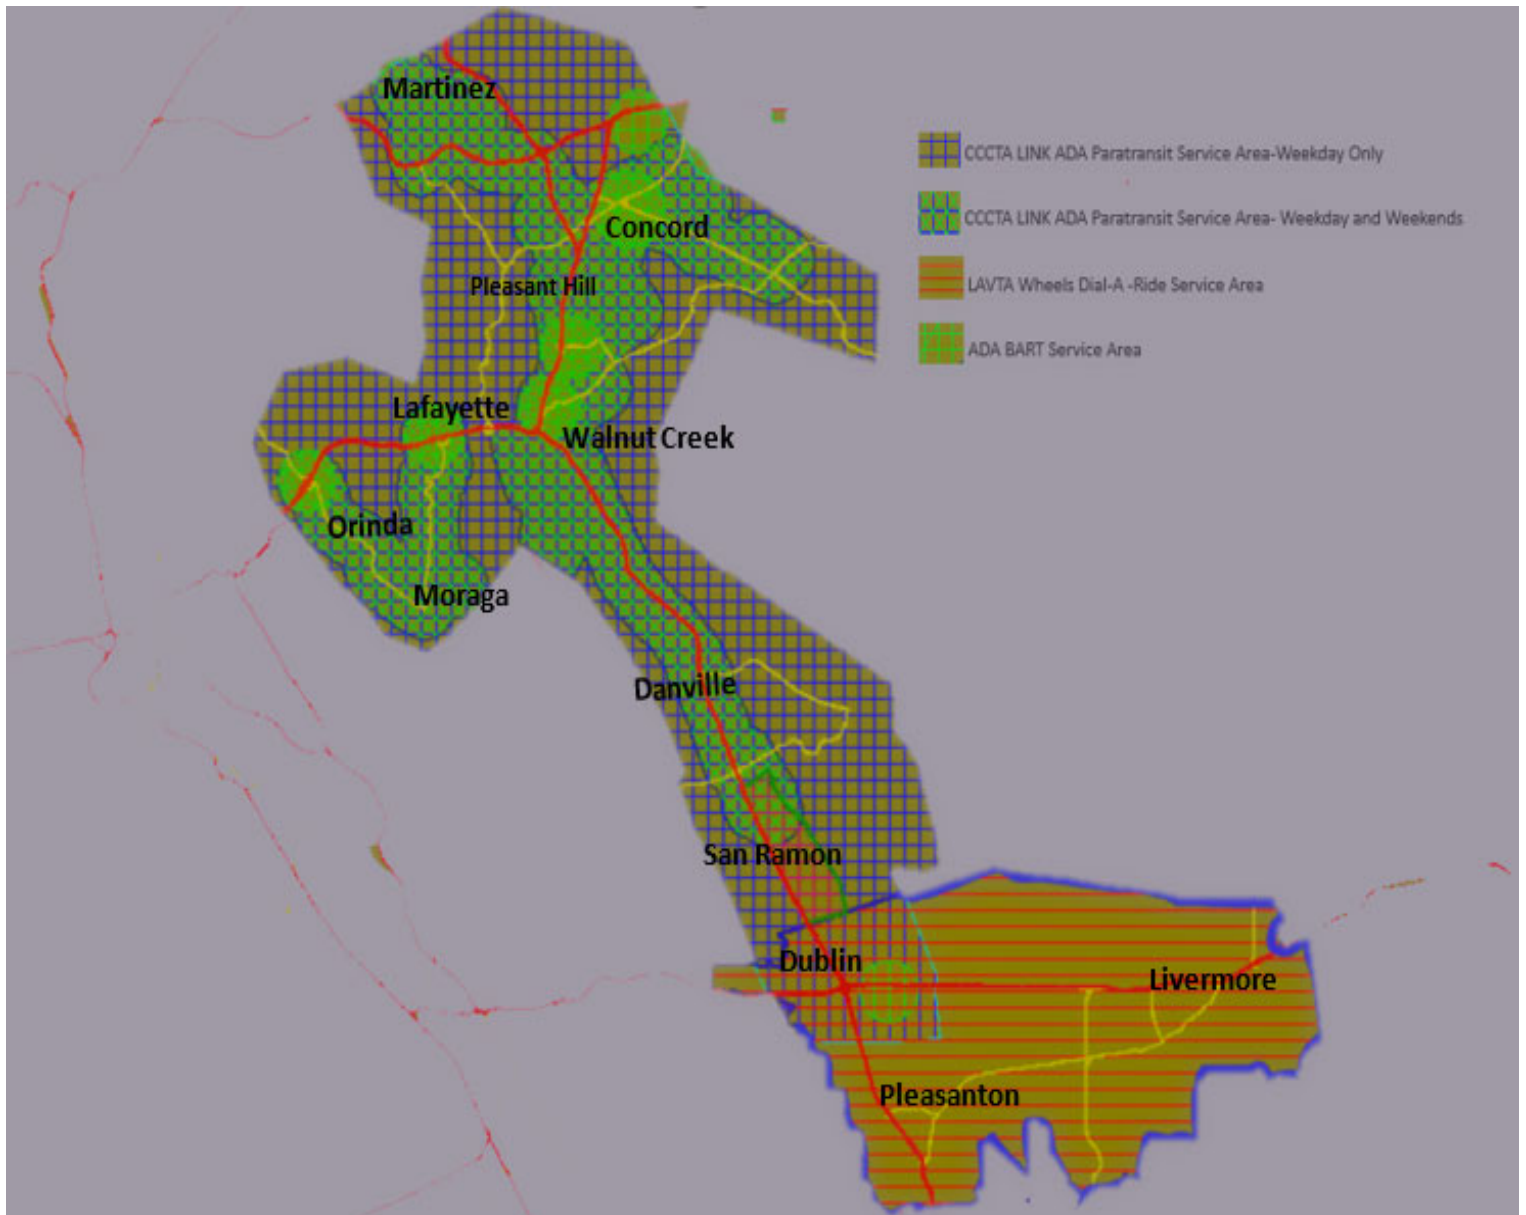 Martinez
CCCTA LINK ADA Paratransit Service Area-Weekday Only
CCCTA LINK ADA Paratransit Service Area- Weekday and Weekends
Concord
Pleasant Hill
LAVTA Wheels Dial-A -Ride Service Area
ADA BART Service Area
Lafayette
Walnut Creek
Orinda
Moraga
Danville
San Ramon
Dublin
Livermore
Pleasanton